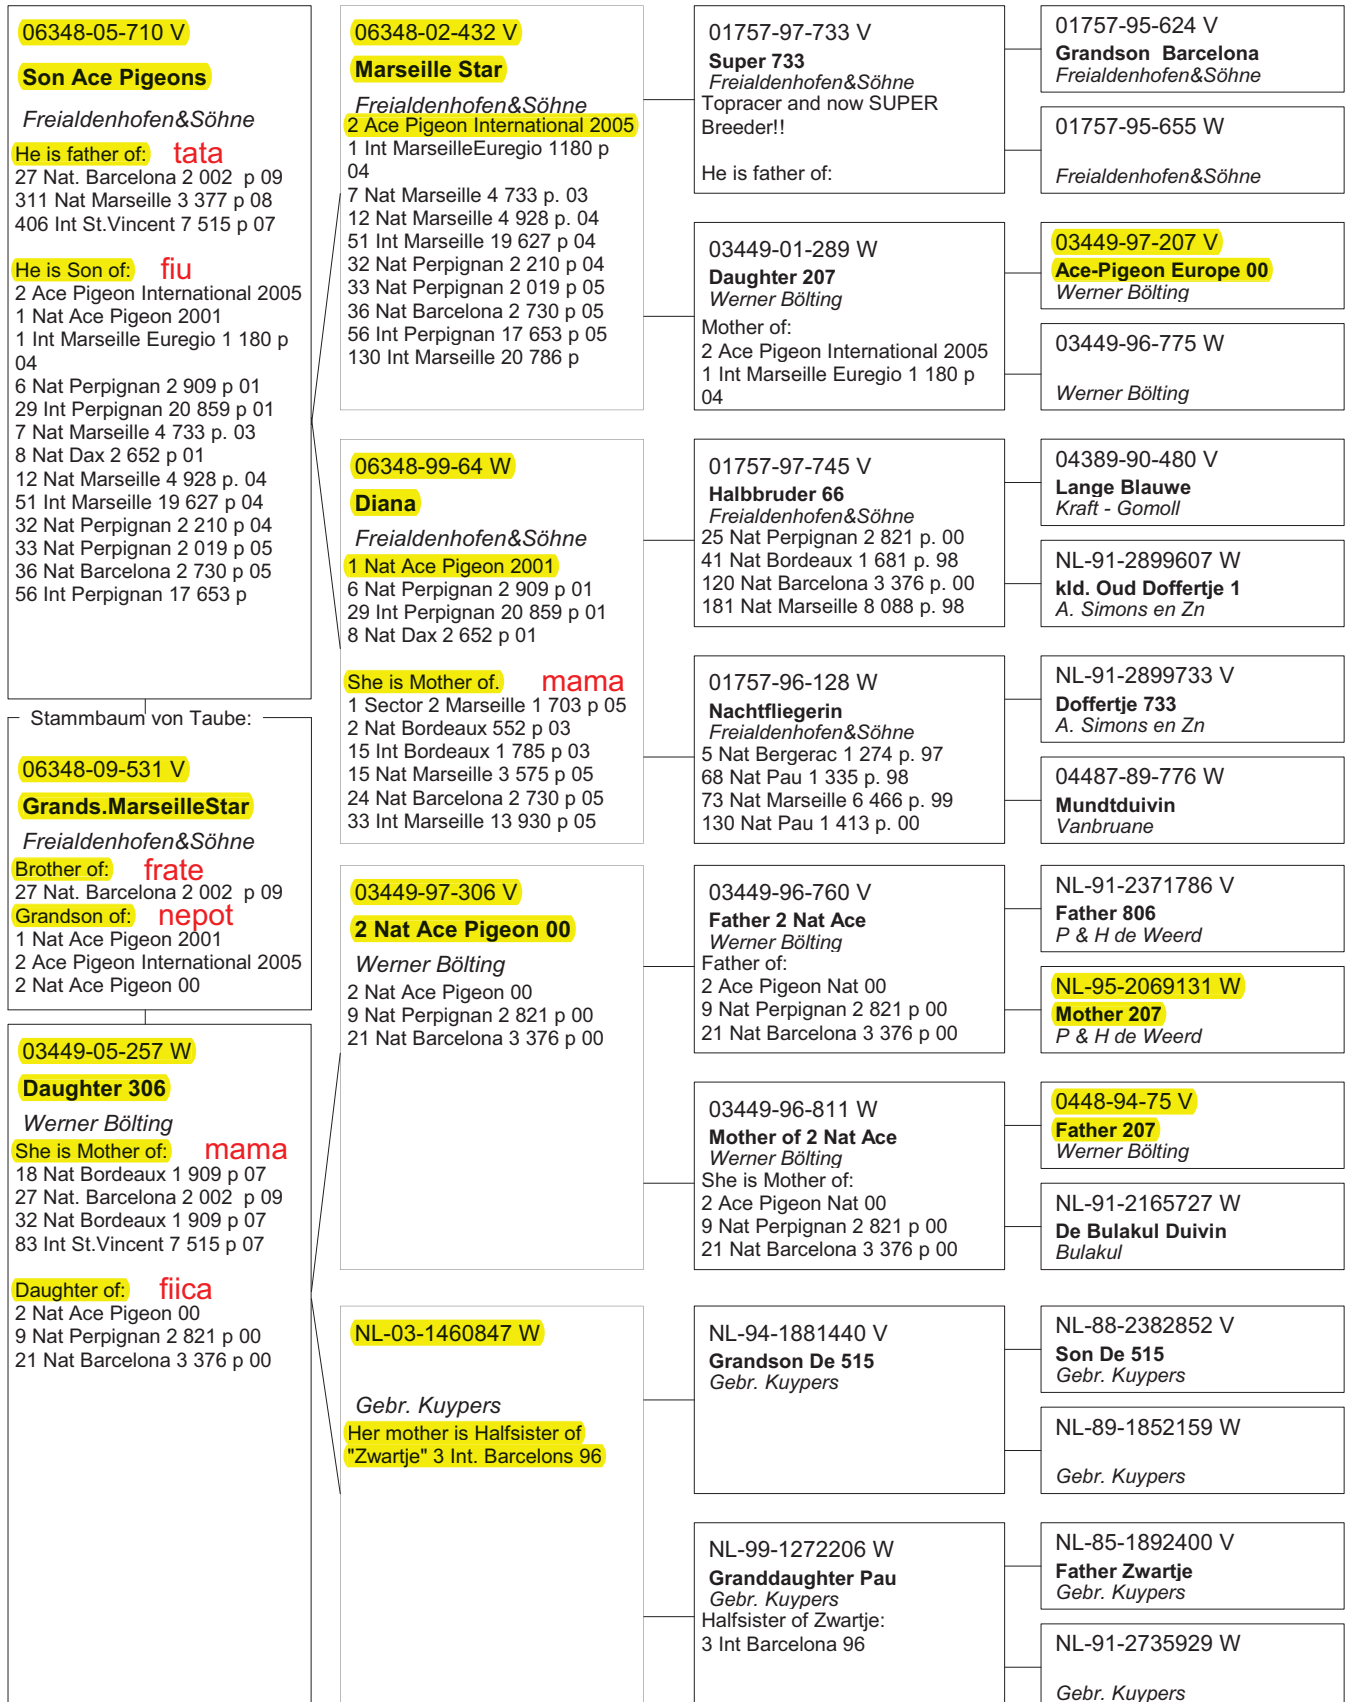 06348-05-710 V
Son Ace Pigeons
Freialdenhofen&Söhne
He is father of: tata
27 Nat. Barcelona 2 002 p 09
311 Nat Marseille 3 377 p 08
406 Int St.Vincent 7 515 p 07
He is Son of: fiu
2 Ace Pigeon International 2005
1 Nat Ace Pigeon 2001
1 Int Marseille Euregio 1 180 p
04
6 Nat Perpignan 2 909 p 01
29 Int Perpignan 20 859 p 01
7 Nat Marseille 4 733 p. 03
8 Nat Dax 2 652 p 01
12 Nat Marseille 4 928 p. 04
51 Int Marseille 19 627 p 04
32 Nat Perpignan 2 210 p 04
33 Nat Perpignan 2 019 p 05
36 Nat Barcelona 2 730 p 05
56 Int Perpignan 17 653 p
Stammbaum von Taube:
06348-09-531 V
Grands.MarseilleStar
Freialdenhofen&Söhne
Brother of: frate
27 Nat. Barcelona 2 002 p 09
Grandson of: nepot
1 Nat Ace Pigeon 2001
2 Ace Pigeon International 2005
2 Nat Ace Pigeon 00
03449-05-257 W
Daughter 306
Werner Bölting
She is Mother of: mama
18 Nat Bordeaux 1 909 p 07
27 Nat. Barcelona 2 002 p 09
32 Nat Bordeaux 1 909 p 07
83 Int St.Vincent 7 515 p 07
Daughter of: fiica
2 Nat Ace Pigeon 00
9 Nat Perpignan 2 821 p 00
21 Nat Barcelona 3 376 p 00
06348-02-432 V
Marseille Star
Freialdenhofen&Söhne
2 Ace Pigeon International 2005
1 Int MarseilleEuregio 1180 p
04
7 Nat Marseille 4 733 p. 03
12 Nat Marseille 4 928 p. 04
51 Int Marseille 19 627 p 04
32 Nat Perpignan 2 210 p 04
33 Nat Perpignan 2 019 p 05
36 Nat Barcelona 2 730 p 05
56 Int Perpignan 17 653 p 05
130 Int Marseille 20 786 p
06348-99-64 W
Diana
Freialdenhofen&Söhne
1 Nat Ace Pigeon 2001
6 Nat Perpignan 2 909 p 01
29 Int Perpignan 20 859 p 01
8 Nat Dax 2 652 p 01
She is Mother of. mama
1 Sector 2 Marseille 1 703 p 05
2 Nat Bordeaux 552 p 03
15 Int Bordeaux 1 785 p 03
15 Nat Marseille 3 575 p 05
24 Nat Barcelona 2 730 p 05
33 Int Marseille 13 930 p 05
03449-97-306 V
2 Nat Ace Pigeon 00
Werner Bölting
2 Nat Ace Pigeon 00
9 Nat Perpignan 2 821 p 00
21 Nat Barcelona 3 376 p 00
NL-03-1460847 W
Gebr. Kuypers
Her mother is Halfsister of
"Zwartje" 3 Int. Barcelons 96
01757-97-733 V
Super 733
Freialdenhofen&Söhne
Topracer and now SUPER
Breeder!!
He is father of:
03449-01-289 W
Daughter 207
Werner Bölting
Mother of:
2 Ace Pigeon International 2005
1 Int Marseille Euregio 1 180 p
04
01757-97-745 V
Halbbruder 66
Freialdenhofen&Söhne
25 Nat Perpignan 2 821 p. 00
41 Nat Bordeaux 1 681 p. 98
120 Nat Barcelona 3 376 p. 00
181 Nat Marseille 8 088 p. 98
01757-96-128 W
Nachtfliegerin
Freialdenhofen&Söhne
5 Nat Bergerac 1 274 p. 97
68 Nat Pau 1 335 p. 98
73 Nat Marseille 6 466 p. 99
130 Nat Pau 1 413 p. 00
03449-96-760 V
Father 2 Nat Ace
Werner Bölting
Father of:
2 Ace Pigeon Nat 00
9 Nat Perpignan 2 821 p 00
21 Nat Barcelona 3 376 p 00
03449-96-811 W
Mother of 2 Nat Ace
Werner Bölting
She is Mother of:
2 Ace Pigeon Nat 00
9 Nat Perpignan 2 821 p 00
21 Nat Barcelona 3 376 p 00
NL-94-1881440 V
Grandson De 515
Gebr. Kuypers
NL-99-1272206 W
Granddaughter Pau
Gebr. Kuypers
Halfsister of Zwartje:
3 Int Barcelona 96
01757-95-624 V
Grandson Barcelona
Freialdenhofen&Söhne
01757-95-655 W
Freialdenhofen&Söhne
03449-97-207 V
Ace-Pigeon Europe 00
Werner Bölting
03449-96-775 W
Werner Bölting
04389-90-480 V
Lange Blauwe
Kraft - Gomoll
NL-91-2899607 W
kld. Oud Doffertje 1
A. Simons en Zn
NL-91-2899733 V
Doffertje 733
A. Simons en Zn
04487-89-776 W
Mundtduivin
Vanbruane
NL-91-2371786 V
Father 806
P & H de Weerd
NL-95-2069131 W
Mother 207
P & H de Weerd
0448-94-75 V
Father 207
Werner Bölting
NL-91-2165727 W
De Bulakul Duivin
Bulakul
NL-88-2382852 V
Son De 515
Gebr. Kuypers
NL-89-1852159 W
Gebr. Kuypers
NL-85-1892400 V
Father Zwartje
Gebr. Kuypers
NL-91-2735929 W
Gebr. Kuypers